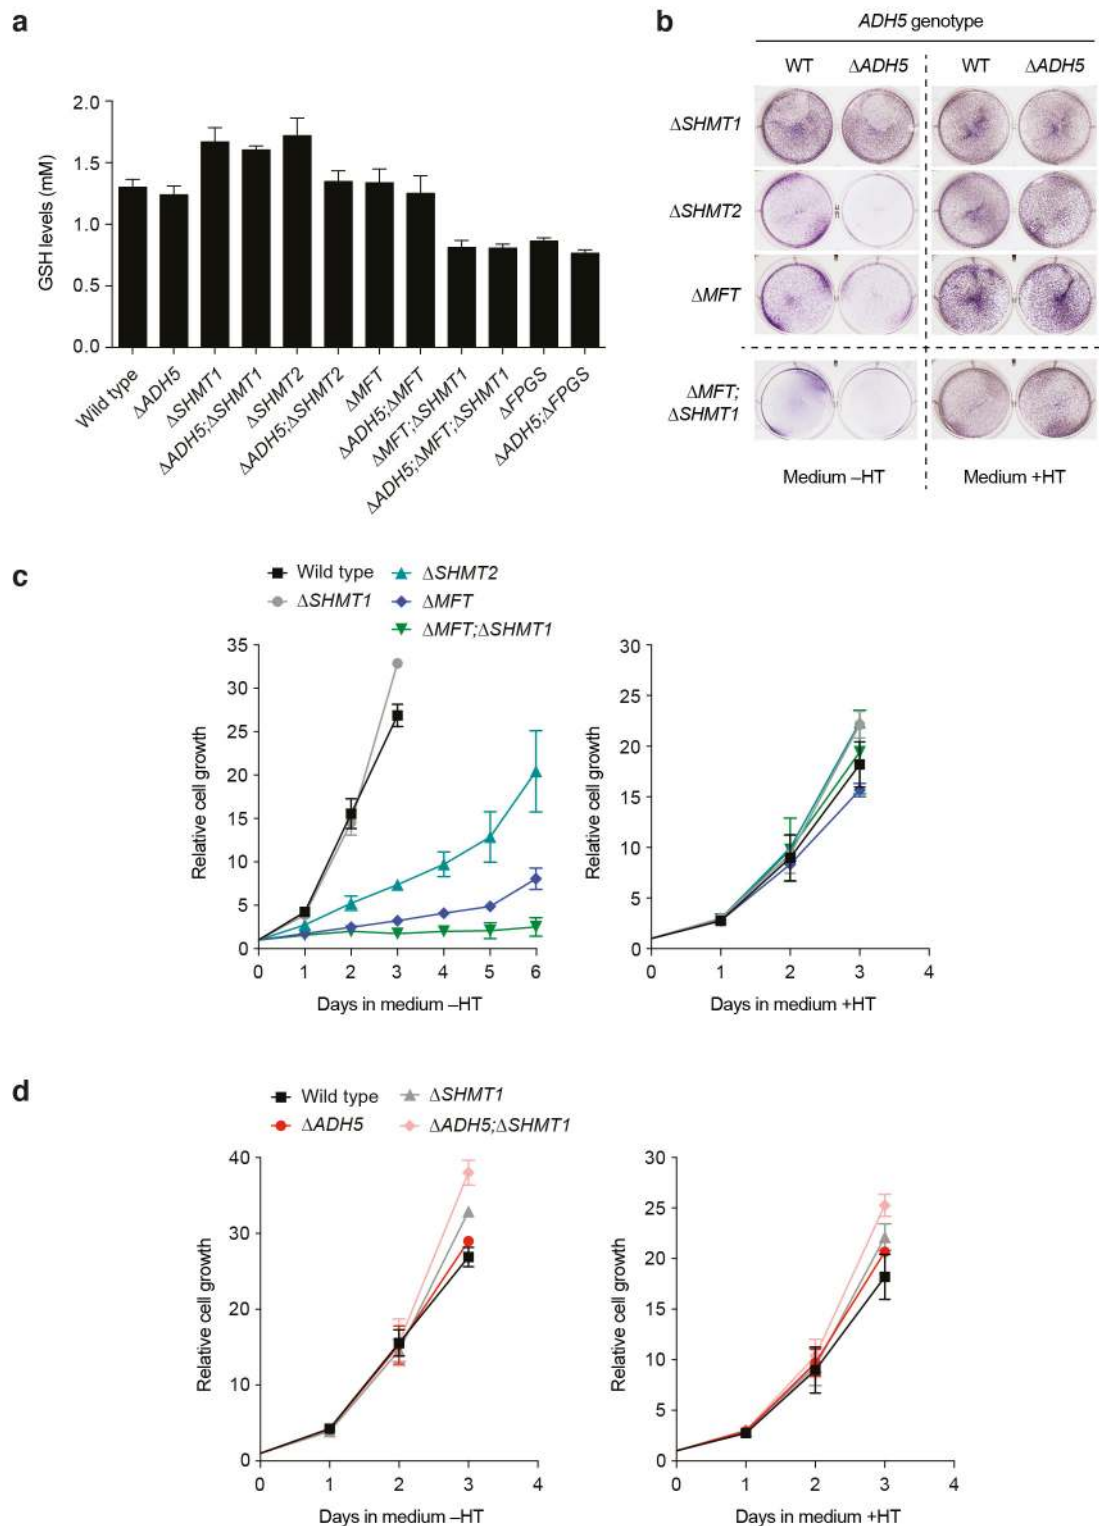 a
GSH levels (mM)
2.0
1.5
1.0
0.5
0.0
Wild type
ΔADH5
ΔSHMT1
ΔADH5;ΔSHMT1
ΔSHMT2
ΔADH5;ΔSHMT2
ΔMFT
ΔADH5;ΔMFT
ΔMFT;ΔSHMT1
ΔADH5;ΔMFT;ΔSHMT1
ΔFPGS
ΔADH5;ΔFPGS
b
ADH5 genotype
WT ΔADH5 WT ΔADH5
ΔSHMT1
ΔSHMT2
ΔMFT
ΔMFT;
ΔSHMT1
Medium –HT Medium +HT
c
Wild type ΔSHMT2
ΔSHMT1 ΔMFT
ΔMFT;ΔSHMT1
Relative cell growth
35
30
25
20
15
10
5
0
0 1 2 3 4 5 6
Days in medium –HT
Relative cell growth
30
25
20
15
10
5
0
0 1 2 3 4
Days in medium +HT
d
Wild type ΔSHMT1
ΔADH5 ΔADH5;ΔSHMT1
Relative cell growth
40
30
20
10
0
0 1 2 3 4
Days in medium –HT
Relative cell growth
30
25
20
15
10
5
0
0 1 2 3 4
Days in medium +HT